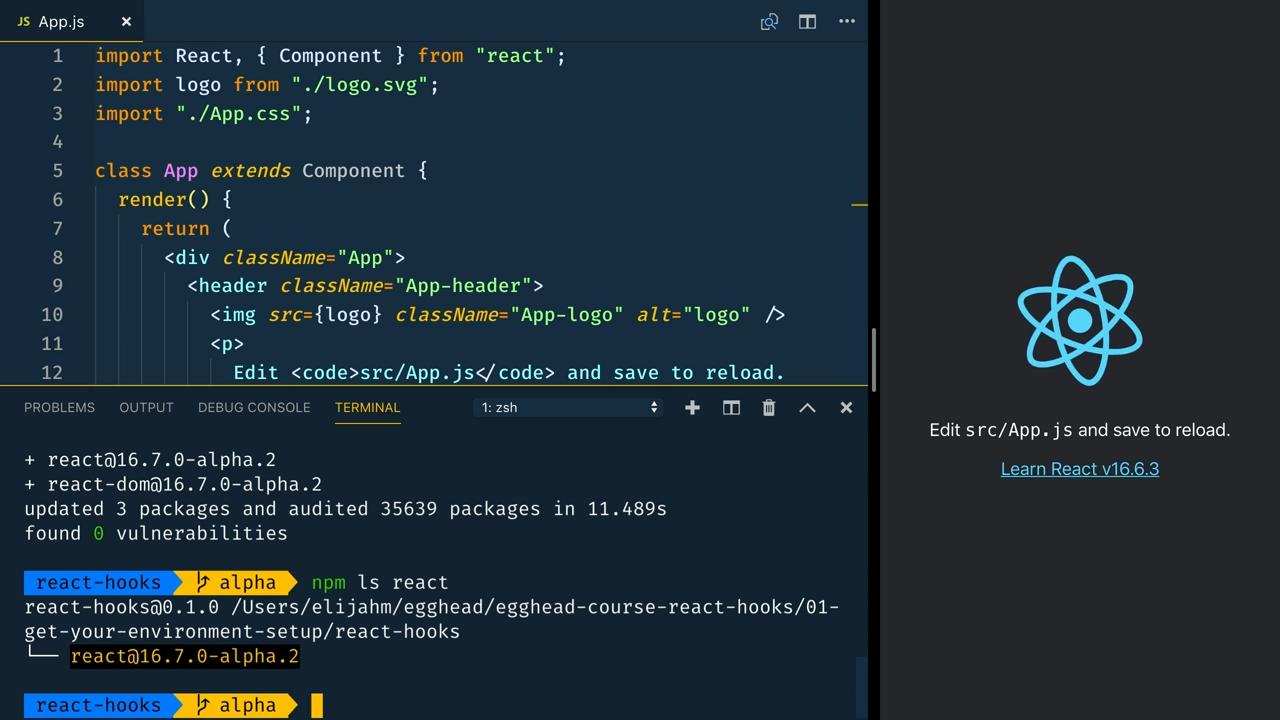 JS App.js ×
1 import React, { Component } from "react";
2 import logo from "./logo.svg";
3 import "./App.css";
4
5 class App extends Component {
6 render() {
7 return (
8 <div className="App">
9 <header className="App-header">
10 <img src={logo} className="App-logo" alt="logo" />
11 <p>
12 Edit <code>src/App.js</code> and save to reload.
PROBLEMS OUTPUT DEBUG CONSOLE TERMINAL 1: zsh
+ react@16.7.0-alpha.2
+ react-dom@16.7.0-alpha.2
updated 3 packages and audited 35639 packages in 11.489s
found 0 vulnerabilities
react-hooks alpha npm ls react
react-hooks@0.1.0 /Users/elijahm/egghead/egghead-course-react-hooks/01-
get-your-environment-setup/react-hooks
└── react@16.7.0-alpha.2
react-hooks alpha
Edit src/App.js and save to reload.
Learn React v16.6.3